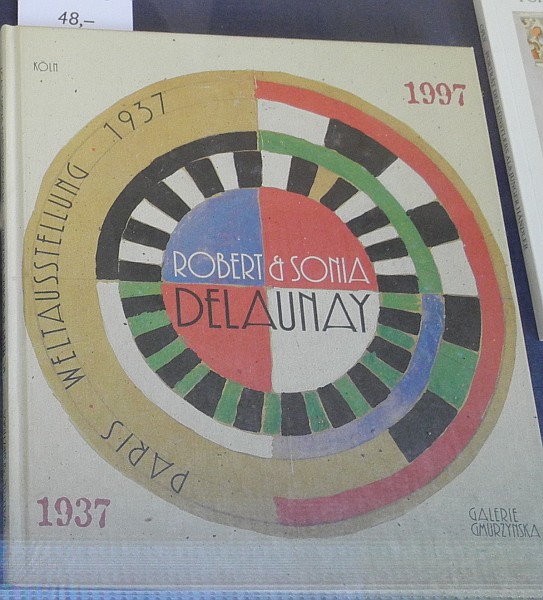 48,–
KÖLN
1997
PARIS WELTAUSSTELLUNG 1937
ROBERT & SONIA
DELAUNAY
1937
GALERIE
GMURZYNSKA